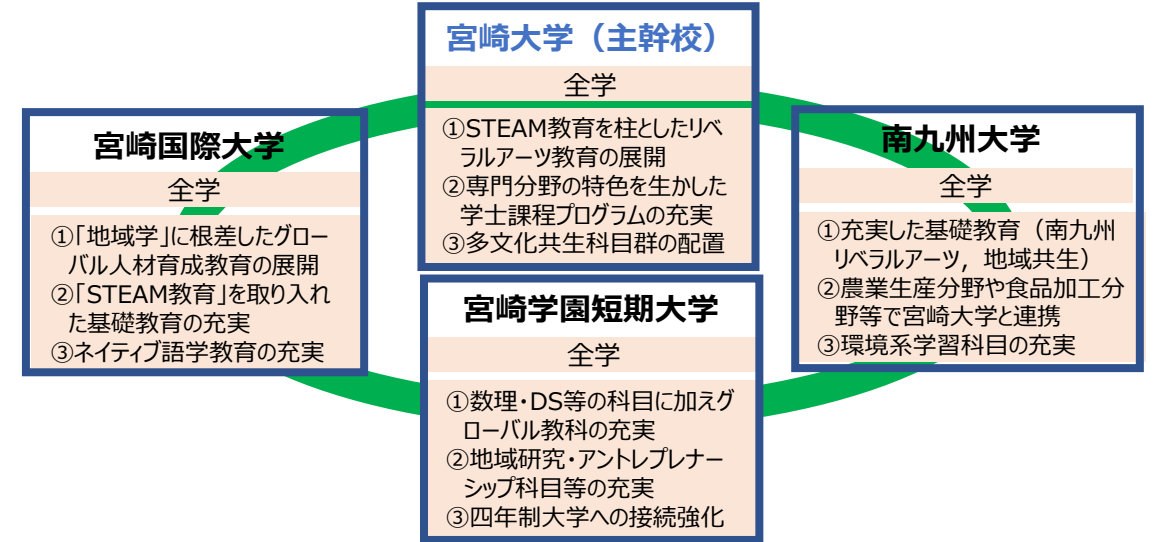 宮崎大学（主幹校）
全学
①STEAM教育を柱としたリベ
ラルアーツ教育の展開
②専門分野の特色を生かした
学士課程プログラムの充実
③多文化共生科目群の配置
宮崎国際大学
全学
①「地域学」に根差したグロー
バル人材育成教育の展開
②「STEAM教育」を取り入れ
た基礎教育の充実
③ネイティブ語学教育の充実
南九州大学
全学
①充実した基礎教育（南九州
リベラルアーツ，地域共生）
②農業生産分野や食品加工分
野等で宮崎大学と連携
③環境系学習科目の充実
宮崎学園短期大学
全学
①数理・DS等の科目に加えグ
ローバル教科の充実
②地域研究・アントレプレナー
シップ科目等の充実
③四年制大学への接続強化